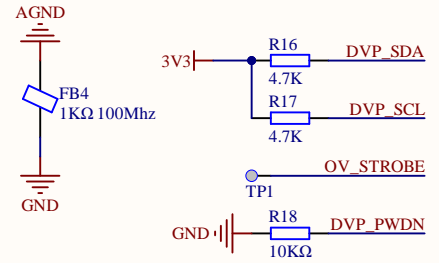 AGND
FB4
1KΩ 100Mhz
GND
3V3
R16
4.7K
DVP_SDA
R17
4.7K
DVP_SCL
OV_STROBE
TP1
GND
R18
10KΩ
DVP_PWDN